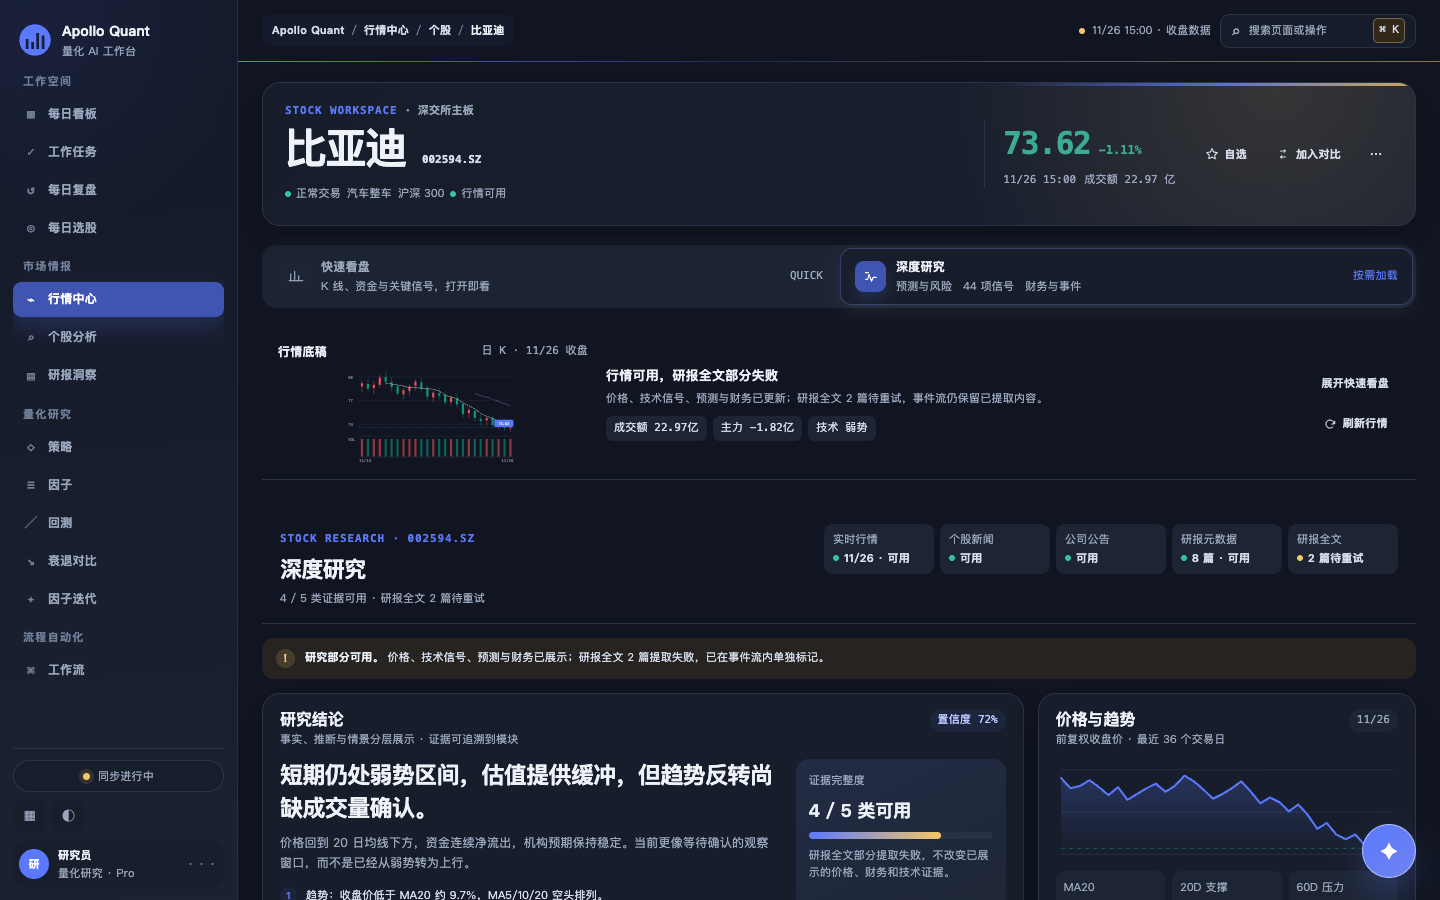 Apollo Quant
量化 AI 工作台
工作空间
每日看板
工作任务
每日复盘
每日选股
市场情报
行情中心
个股分析
研报洞察
量化研究
策略
因子
回测
衰退对比
因子迭代
流程自动化
工作流
同步进行中
研
研究员
量化研究 · Pro
Apollo Quant / 行情中心 / 个股 / 比亚迪
11/26 15:00 · 收盘数据
搜索页面或操作
⌘ K
STOCK WORKSPACE · 深交所主板
比亚迪 002594.SZ
正常交易 汽车整车 沪深 300 行情可用
73.62 −1.11%
11/26 15:00 成交额 22.97 亿
自选
加入对比
···
快速看盘
K 线、资金与关键信号，打开即看
QUICK
深度研究
预测与风险 44 项信号 财务与事件
按需加载
行情底稿
日 K · 11/26 收盘
77
VOL
73.62
11/26
行情可用，研报全文部分失败
价格、技术信号、预测与财务已更新；研报全文 2 篇待重试，事件流仍保留已提取内容。
成交额 22.97亿
主力 −1.82亿
技术 弱势
展开快速看盘
刷新行情
STOCK RESEARCH · 002594.SZ
深度研究
4 / 5 类证据可用 · 研报全文 2 篇待重试
实时行情
11/26 · 可用
个股新闻
可用
公司公告
可用
研报元数据
8 篇 · 可用
研报全文
2 篇待重试
! 研究部分可用。 价格、技术信号、预测与财务已展示；研报全文 2 篇提取失败，已在事件流内单独标记。
研究结论
事实、推断与情景分层展示 · 证据可追溯到模块
置信度 72%
短期仍处弱势区间，估值提供缓冲，但趋势反转尚
缺成交量确认。
价格回到 20 日均线下方，资金连续净流出，机构预期保持稳定。当前更像等待确认的观察
窗口，而不是已经从弱势转为上行。
1 趋势：收盘价低于 MA20 约 9.7%，MA5/10/20 空头排列。
证据完整度
4 / 5 类可用
研报全文部分提取失败，不改变已展
示的价格、财务和技术证据。
价格与趋势
前复权收盘价 · 最近 36 个交易日
11/26
MA20
20D 支撑
60D 压力